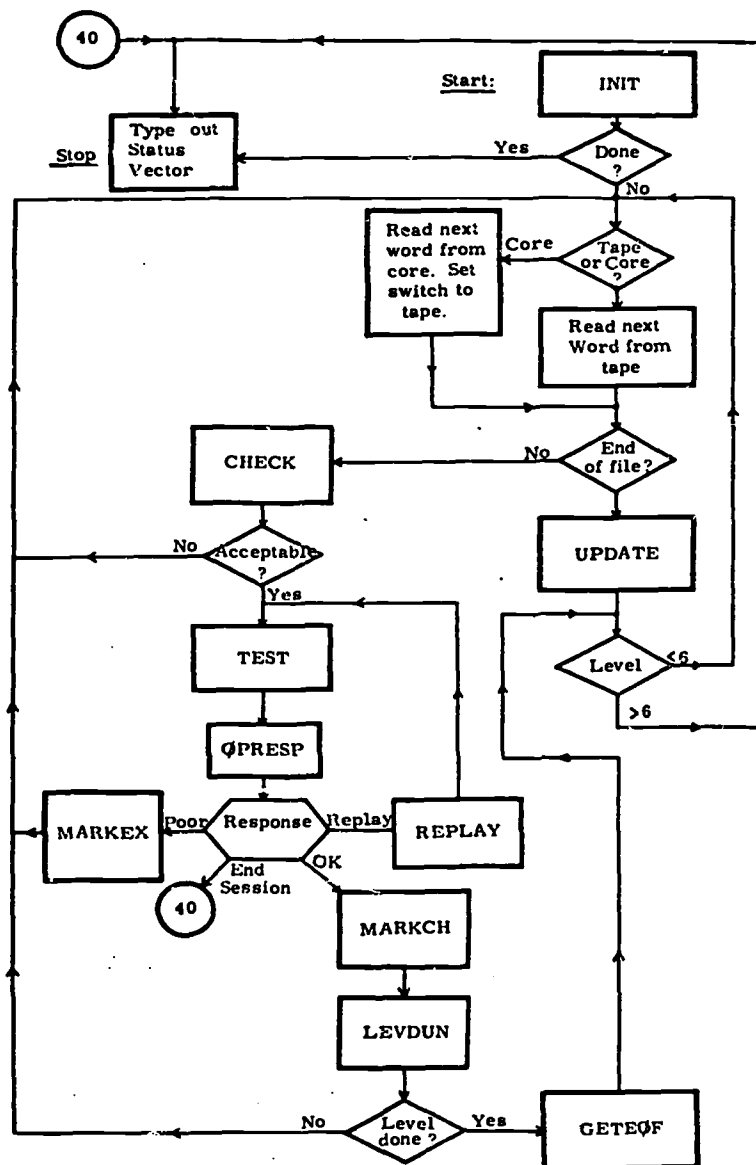 40
Start:
INIT
Type out
Status
Vector
Stop
Yes
Done
?
No
Read next
word from
core. Set
switch to
tape.
Core
Tape
or Core
?
Read next
Word from
tape
CHECK
No
End
of file?
No
Acceptable
?
UPDATE
Yes
TEST
Level
<6
>6
ØPRESP
MARKEX
Poor
Response
Replay
REPLAY
End
Session
OK
40
MARKCH
LEVDUN
No
Level
done?
Yes
GETEØF